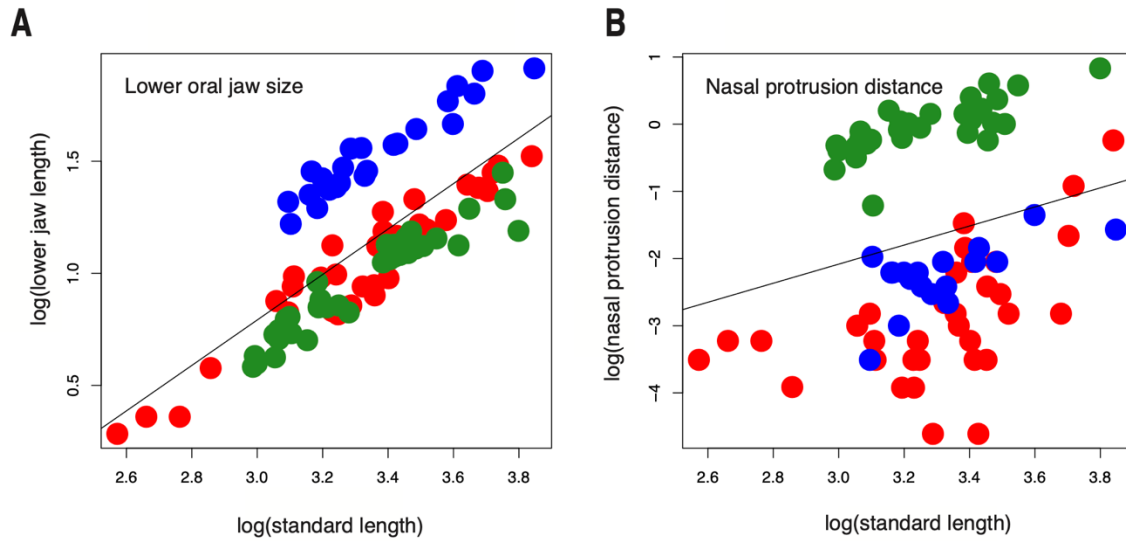 A
Lower oral jaw size
log(lower jaw length)
1.5
1.0
0.5
2.6 2.8 3.0 3.2 3.4 3.6 3.8
log(standard length)
B
Nasal protrusion distance
log(nasal protrusion distance)
1
0
−1
−2
−3
−4
2.6 2.8 3.0 3.2 3.4 3.6 3.8
log(standard length)